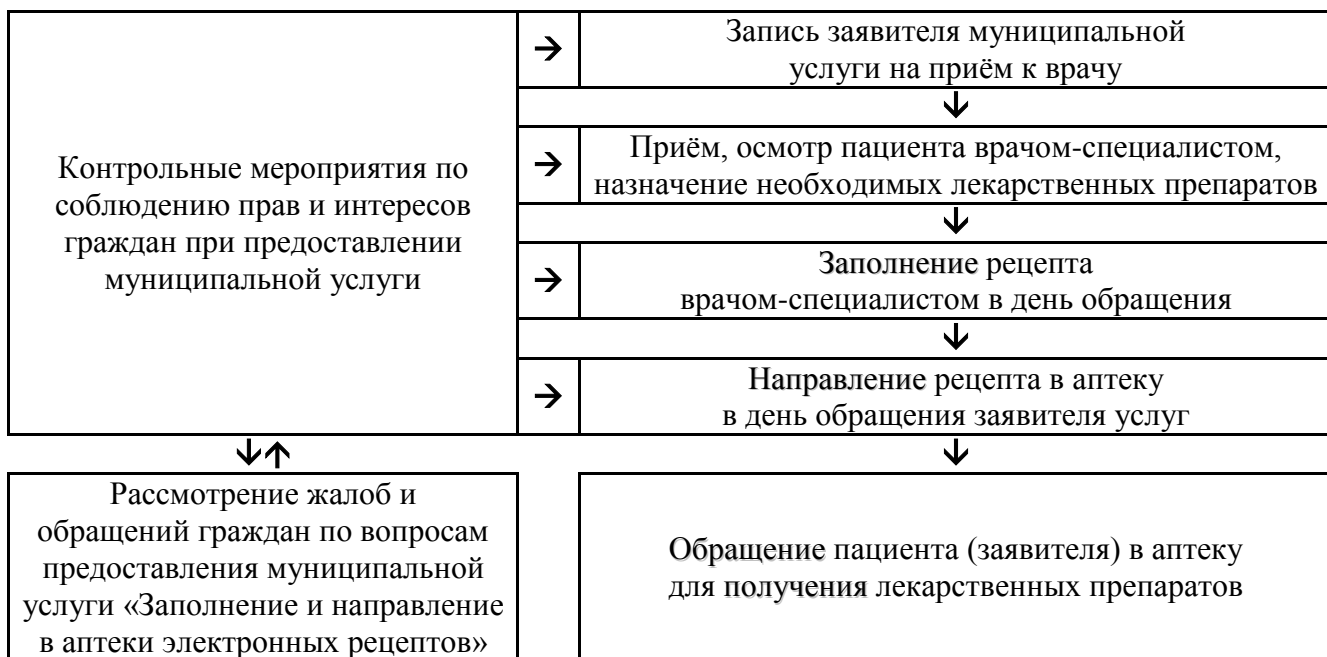 Контрольные мероприятия по
соблюдению прав и интересов
граждан при предоставлении
муниципальной услуги
→
Запись заявителя муниципальной
услуги на приём к врачу
↓
→
Приём, осмотр пациента врачом-специалистом,
назначение необходимых лекарственных препаратов
↓
→
Заполнение рецепта
врачом-специалистом в день обращения
↓
→
Направление рецепта в аптеку
в день обращения заявителя услуг
↓↑
↓
Рассмотрение жалоб и
обращений граждан по вопросам
предоставления муниципальной
услуги «Заполнение и направление
в аптеки электронных рецептов»
Обращение пациента (заявителя) в аптеку
для получения лекарственных препаратов